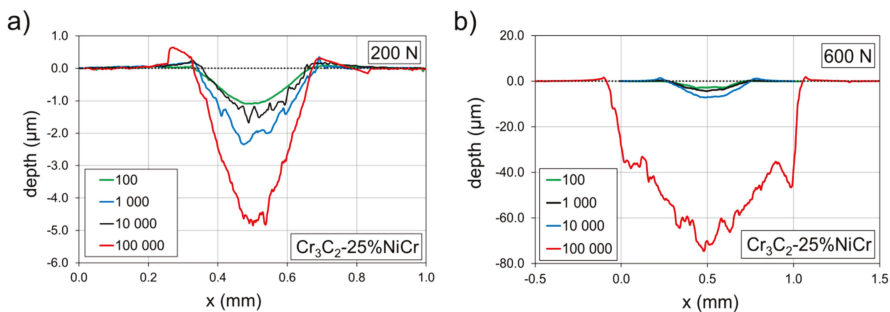 a)
200 N
depth (µm)
1.0
0.0
-1.0
-2.0
-3.0
-4.0
-5.0
-6.0
100
1 000
10 000
100 000
Cr₃C₂-25%NiCr
0.0 0.2 0.4 0.6 0.8 1.0
x (mm)
b)
600 N
depth (µm)
20.0
0.0
-20.0
-40.0
-60.0
-80.0
100
1 000
10 000
100 000
Cr₃C₂-25%NiCr
-0.5 0.0 0.5 1.0 1.5
x (mm)